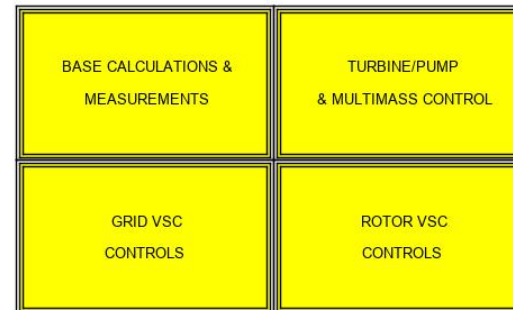 BASE CALCULATIONS &
MEASUREMENTS
TURBINE/PUMP
& MULTIMASS CONTROL
GRID VSC
CONTROLS
ROTOR VSC
CONTROLS